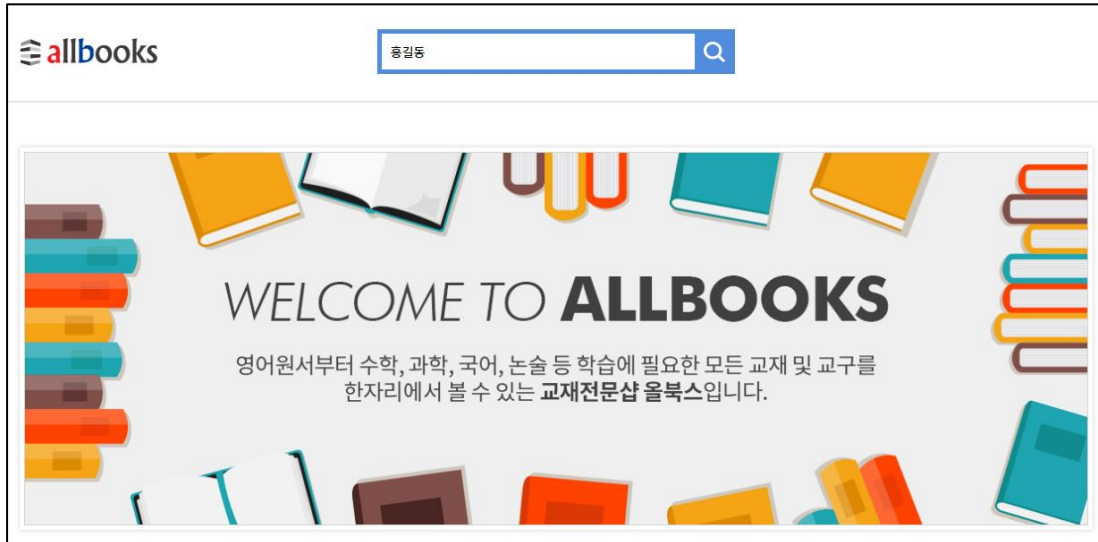 allbooks
홍길동
WELCOME TO ALLBOOKS
영어원서부터 수학, 과학, 국어, 논술 등 학습에 필요한 모든 교재 및 교구를
한자리에서 볼 수 있는 교재전문샵 올북스입니다.